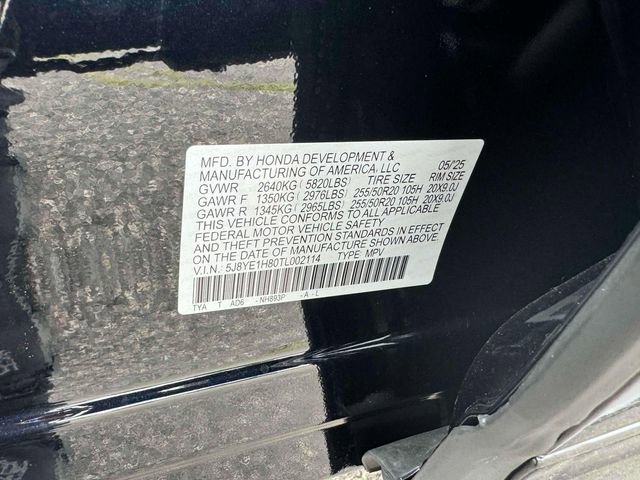 MFD. BY HONDA DEVELOPMENT & 05/25
MANUFACTURING OF AMERICA, LLC
GVWR 2640KG (5820LBS) TIRE SIZE RIM SIZE
GAWR F 1350KG (2976LBS) 255/50R20 105H 20X9.0J
GAWR R 1345KG (2965LBS) 255/50R20 105H 20X9.0J
THIS VEHICLE CONFORMS TO ALL APPLICABLE
FEDERAL MOTOR VEHICLE SAFETY
AND THEFT PREVENTION STANDARDS IN EFFECT
ON THE DATE OF MANUFACTURE SHOWN ABOVE.
V.I.N.: 5J8YE1H80TL002114 TYPE: MPV
TYA T AD6 -NH893P -A-L